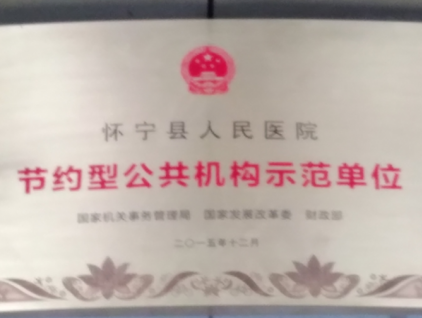 怀宁县人民医院
节约型公共机构示范单位
国家机关事务管理局 国家发展改革委 财政部
二〇一五年十二月